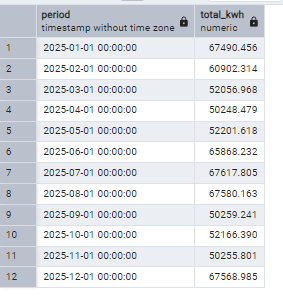 period total_kwh
timestamp without time zone numeric
1 2025-01-01 00:00:00 67490.456
2 2025-02-01 00:00:00 60902.314
3 2025-03-01 00:00:00 52056.968
4 2025-04-01 00:00:00 50248.479
5 2025-05-01 00:00:00 52201.618
6 2025-06-01 00:00:00 65868.232
7 2025-07-01 00:00:00 67617.805
8 2025-08-01 00:00:00 67580.163
9 2025-09-01 00:00:00 50259.241
10 2025-10-01 00:00:00 52166.390
11 2025-11-01 00:00:00 50255.801
12 2025-12-01 00:00:00 67568.985